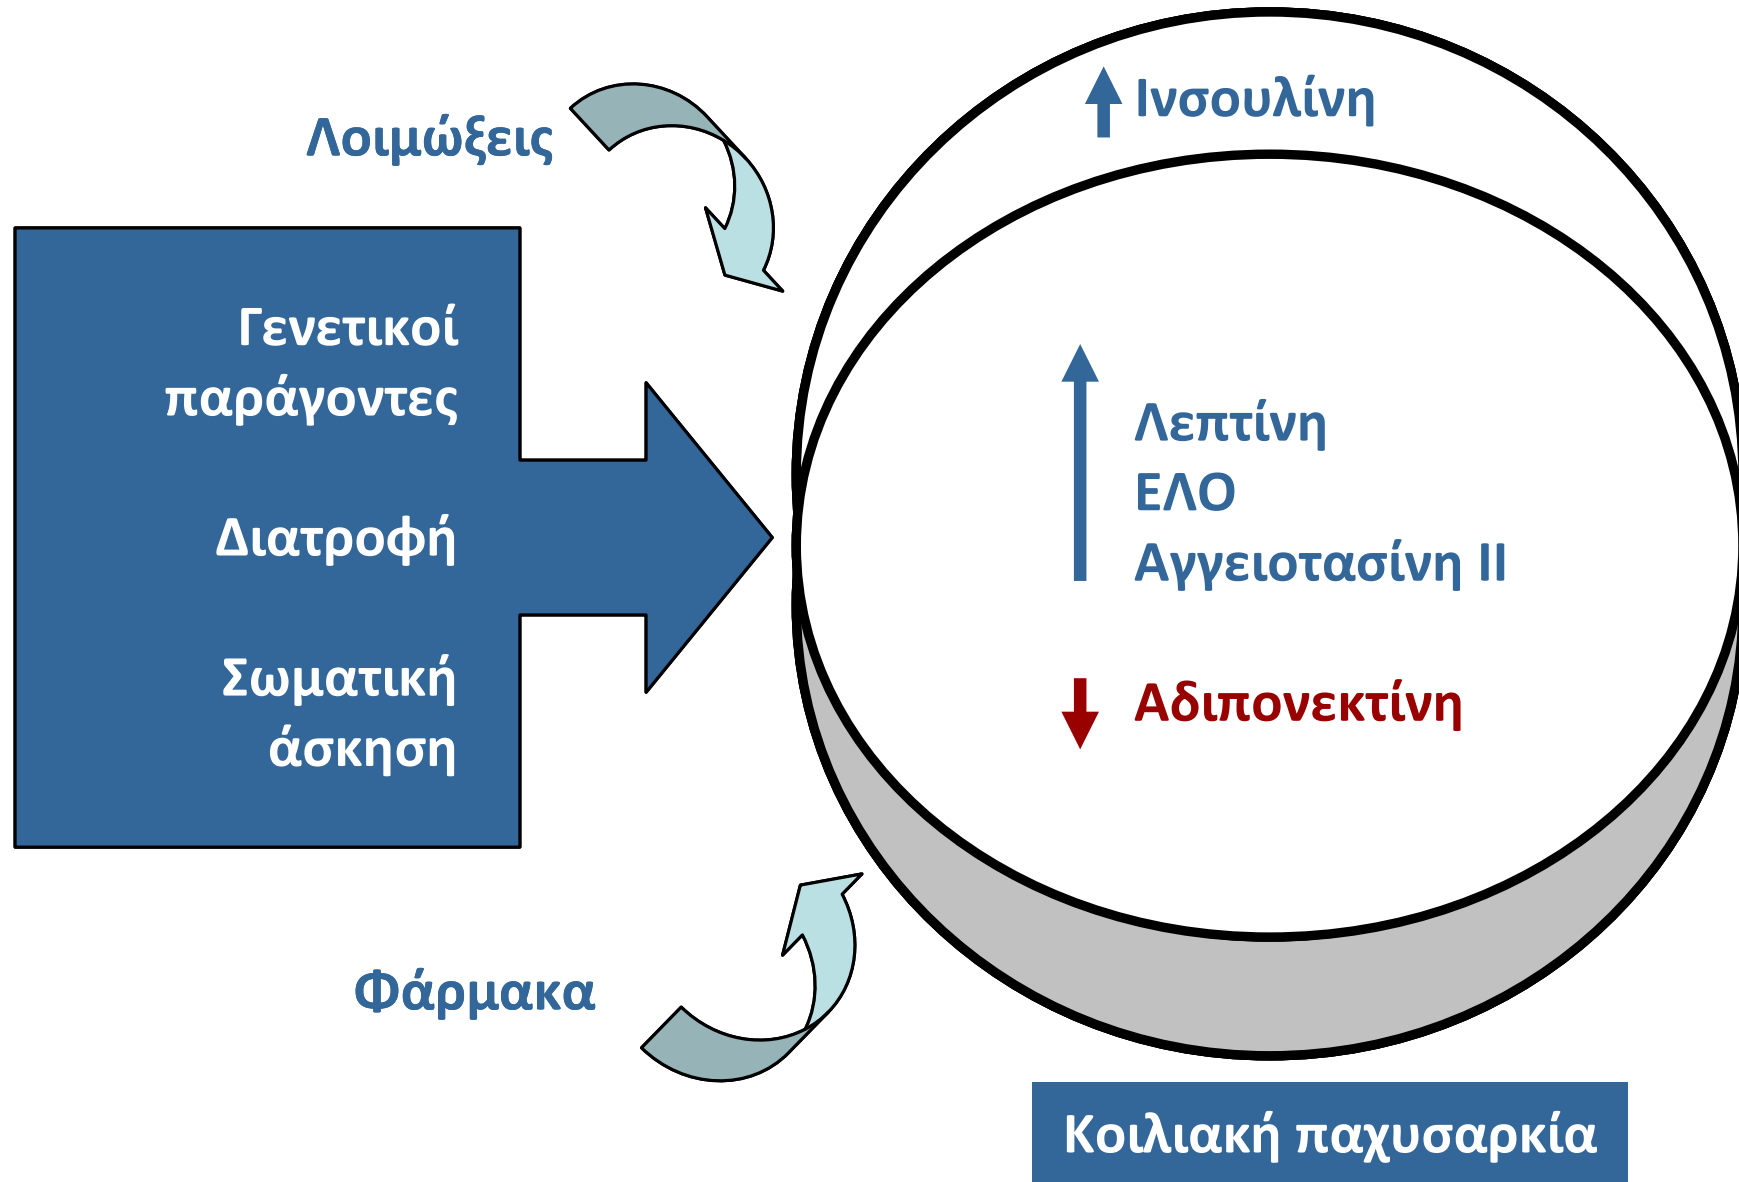 Λοιμώξεις
Γενετικοί
παράγοντες
Διατροφή
Σωματική
άσκηση
Φάρμακα
Ινσουλίνη
Λεπτίνη
ΕΛΟ
Αγγειοτασίνη ΙΙ
Αδιπονεκτίνη
Κοιλιακή παχυσαρκία